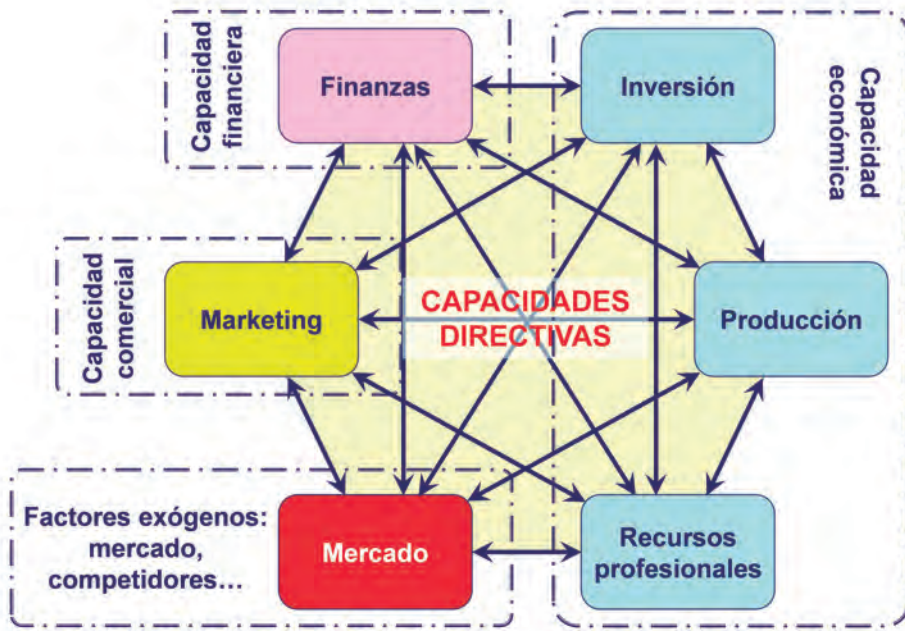 Capacidad
financiera
Finanzas
Inversión
Capacidad
económica
Capacidad
comercial
Marketing
CAPACIDADES
DIRECTIVAS
Producción
Factores exógenos:
mercado,
competidores…
Mercado
Recursos
profesionales